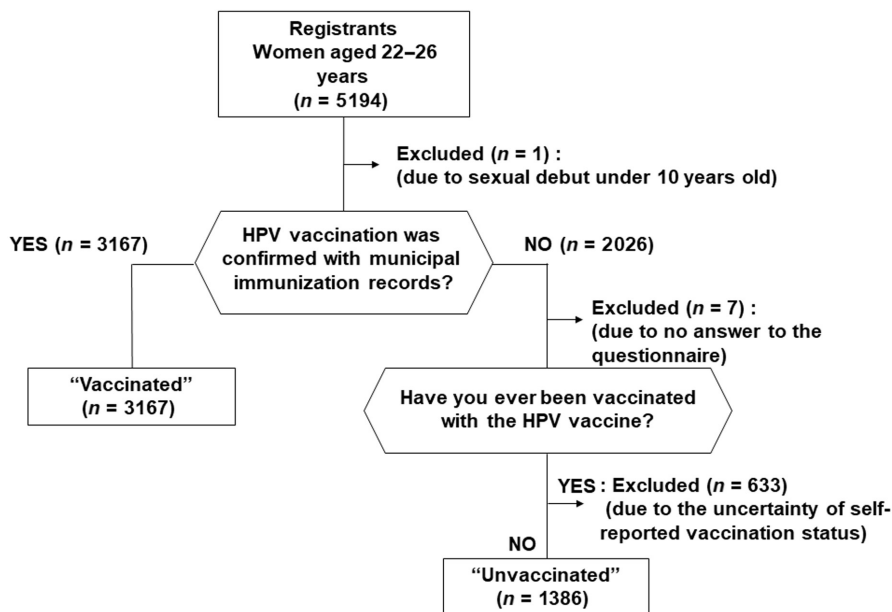 Registrants
Women aged 22–26
years
(n = 5194)
Excluded (n = 1) :
(due to sexual debut under 10 years old)
YES (n = 3167)
HPV vaccination was
confirmed with municipal
immunization records?
NO (n = 2026)
Excluded (n = 7) :
(due to no answer to the
questionnaire)
“Vaccinated”
(n = 3167)
Have you ever been vaccinated
with the HPV vaccine?
YES : Excluded (n = 633)
(due to the uncertainty of self-
reported vaccination status)
NO
“Unvaccinated”
(n = 1386)